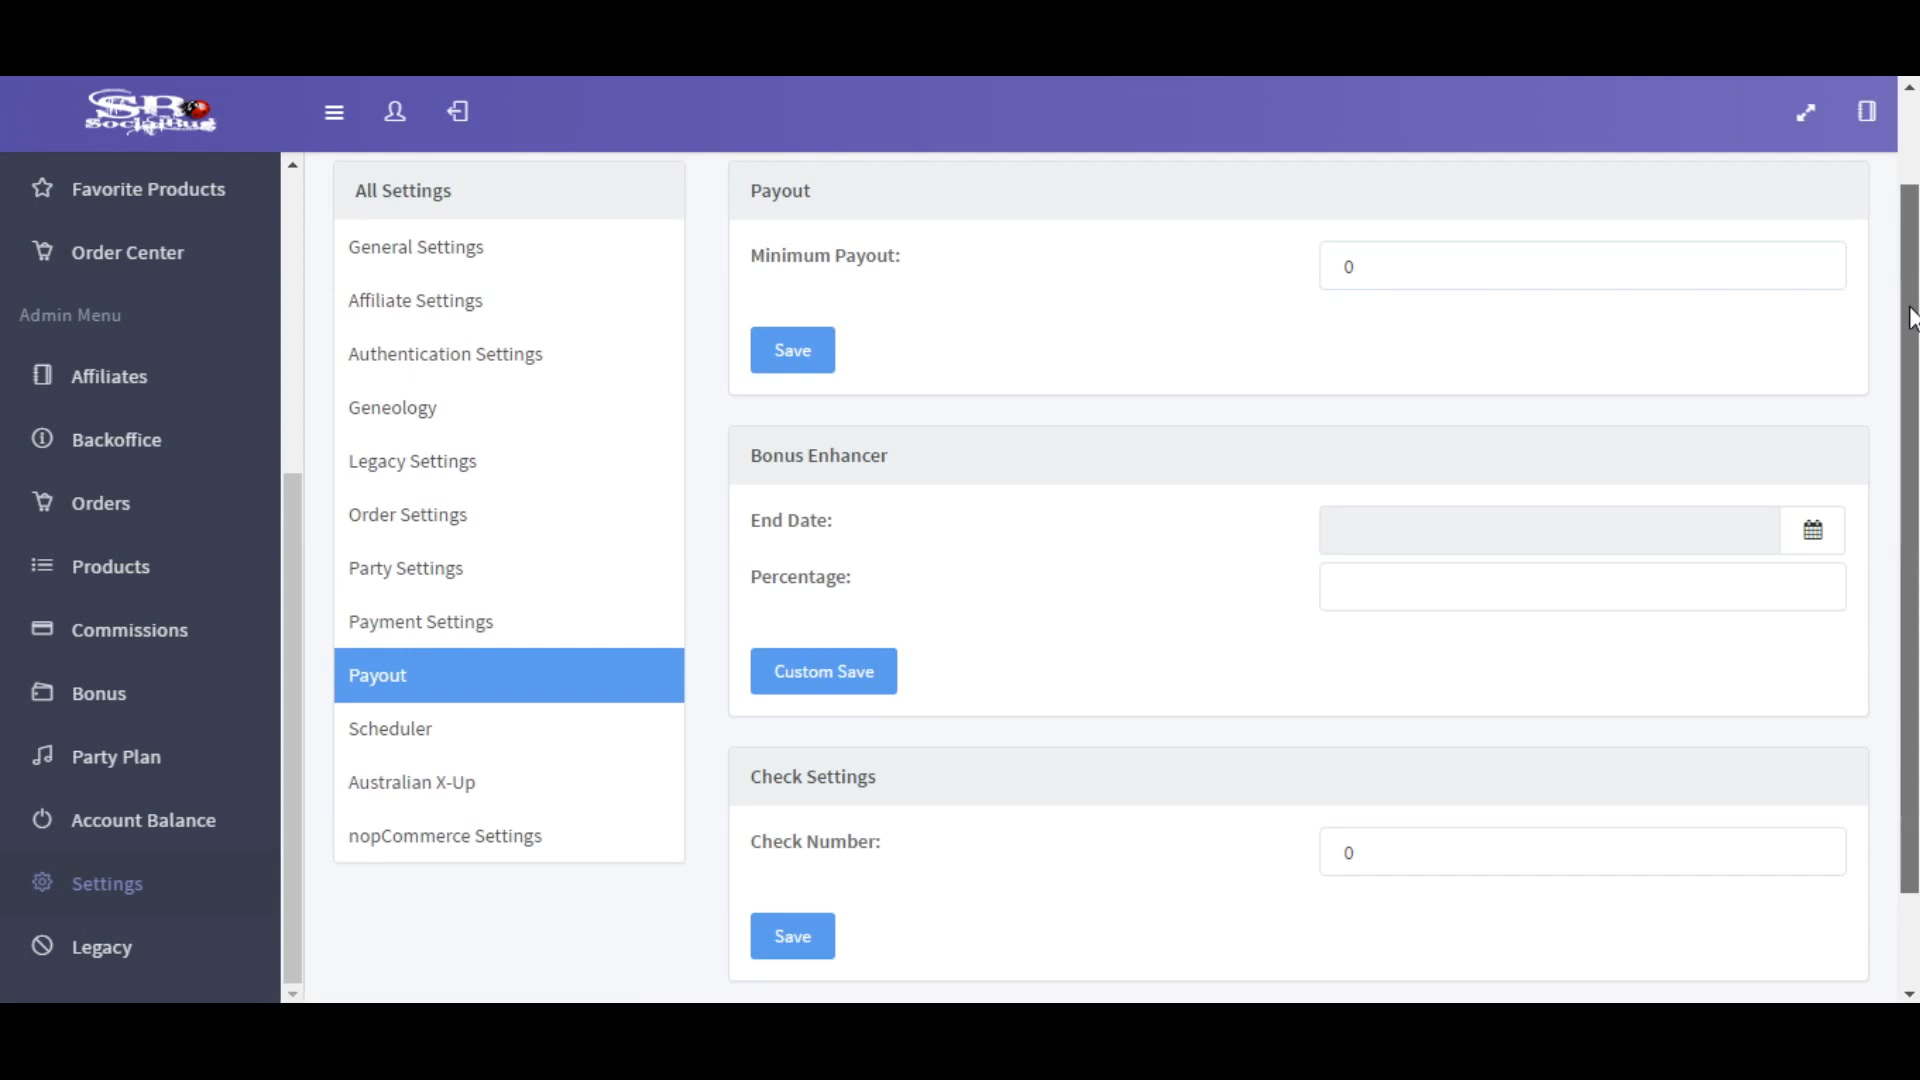 SB
SocialBug
Favorite Products
Order Center
Admin Menu
Affiliates
Backoffice
Orders
Products
Commissions
Bonus
Party Plan
Account Balance
Settings
Legacy
All Settings
General Settings
Affiliate Settings
Authentication Settings
Geneology
Legacy Settings
Order Settings
Party Settings
Payment Settings
Payout
Scheduler
Australian X-Up
nopCommerce Settings
Payout
Minimum Payout:
0
Save
Bonus Enhancer
End Date:
Percentage:
Custom Save
Check Settings
Check Number:
0
Save